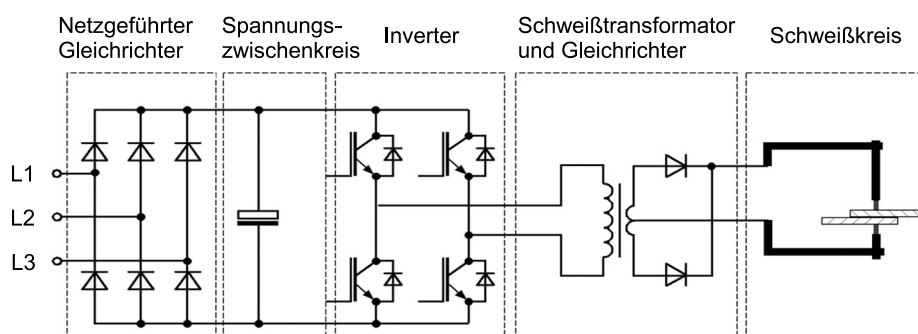 Netzgeführter
Gleichrichter
Spannungs-
zwischenkreis
Inverter
Schweißtransformator
und Gleichrichter
Schweißkreis
L1
L2
L3